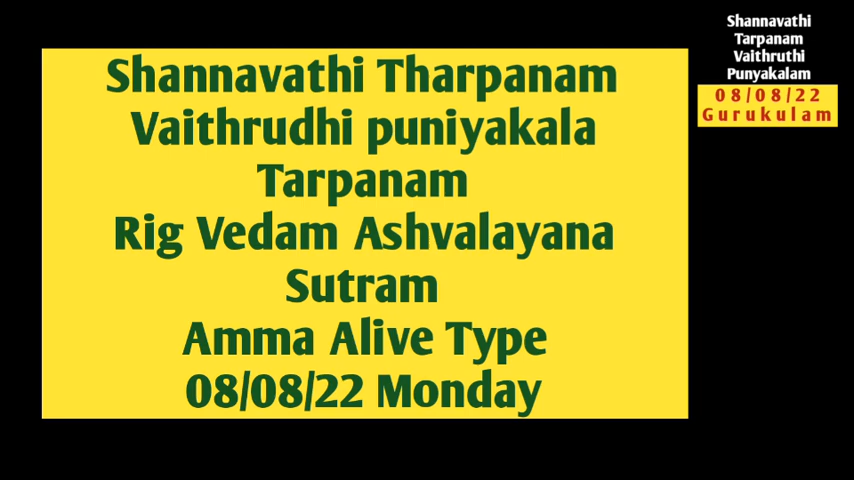 Shannavathi Tharpanam
Vaithrudhi puniyakala
Tarpanam
Rig Vedam Ashvalayana
Sutram
Amma Alive Type
08/08/22 Monday
Shannavathi
Tarpanam
Vaithruthi
Punyakalam
08/08/22
Gurukulam